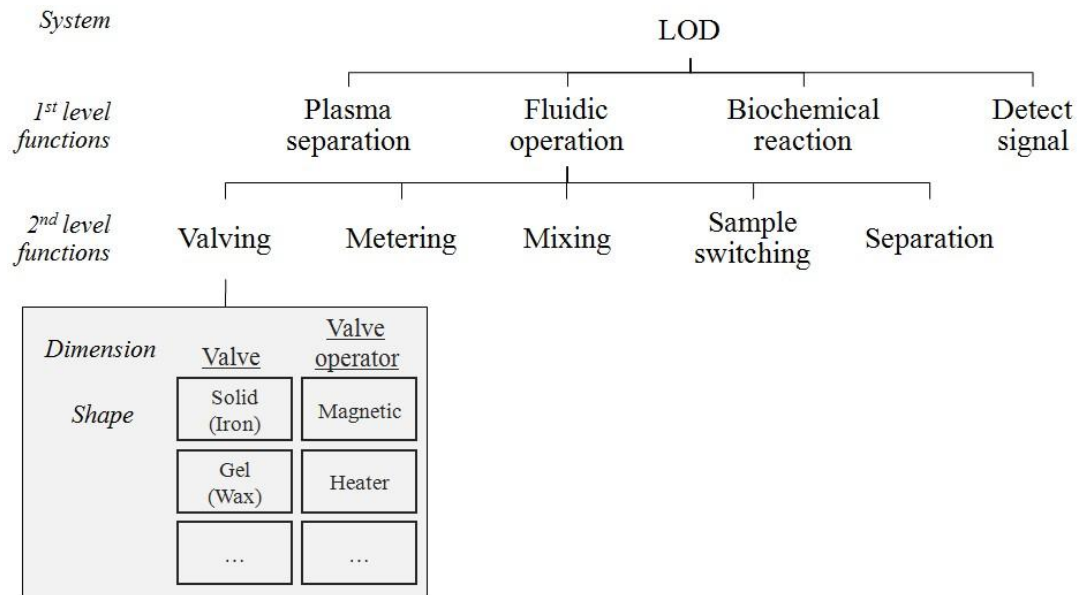 System
LOD
1st level
functions
Plasma
separation
Fluidic
operation
Biochemical
reaction
Detect
signal
2nd level
functions
Valving
Metering
Mixing
Sample
switching
Separation
Dimension
Valve
Valve
operator
Shape
Solid
(Iron)
Magnetic
Gel
(Wax)
Heater
…
…